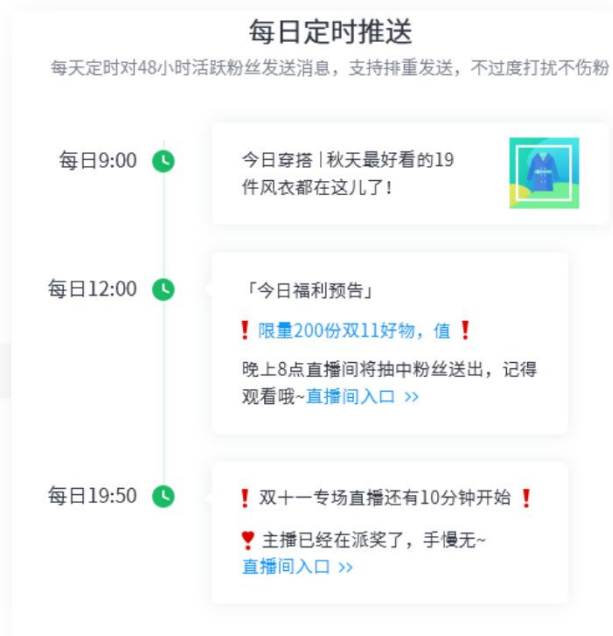 每日定时推送
每天定时对48小时活跃粉丝发送消息，支持排重发送，不过度打扰不伤粉
每日9:00
今日穿搭 | 秋天最好看的19
件风衣都在这儿了！
每日12:00
「今日福利预告」
❗ 限量200份双11好物，值 ❗
晚上8点直播间将抽中粉丝送出，记得
观看哦~直播间入口 >>
每日19:50
❗ 双十一专场直播还有10分钟开始 ❗
❣ 主播已经在派奖了，手慢无~
直播间入口 >>